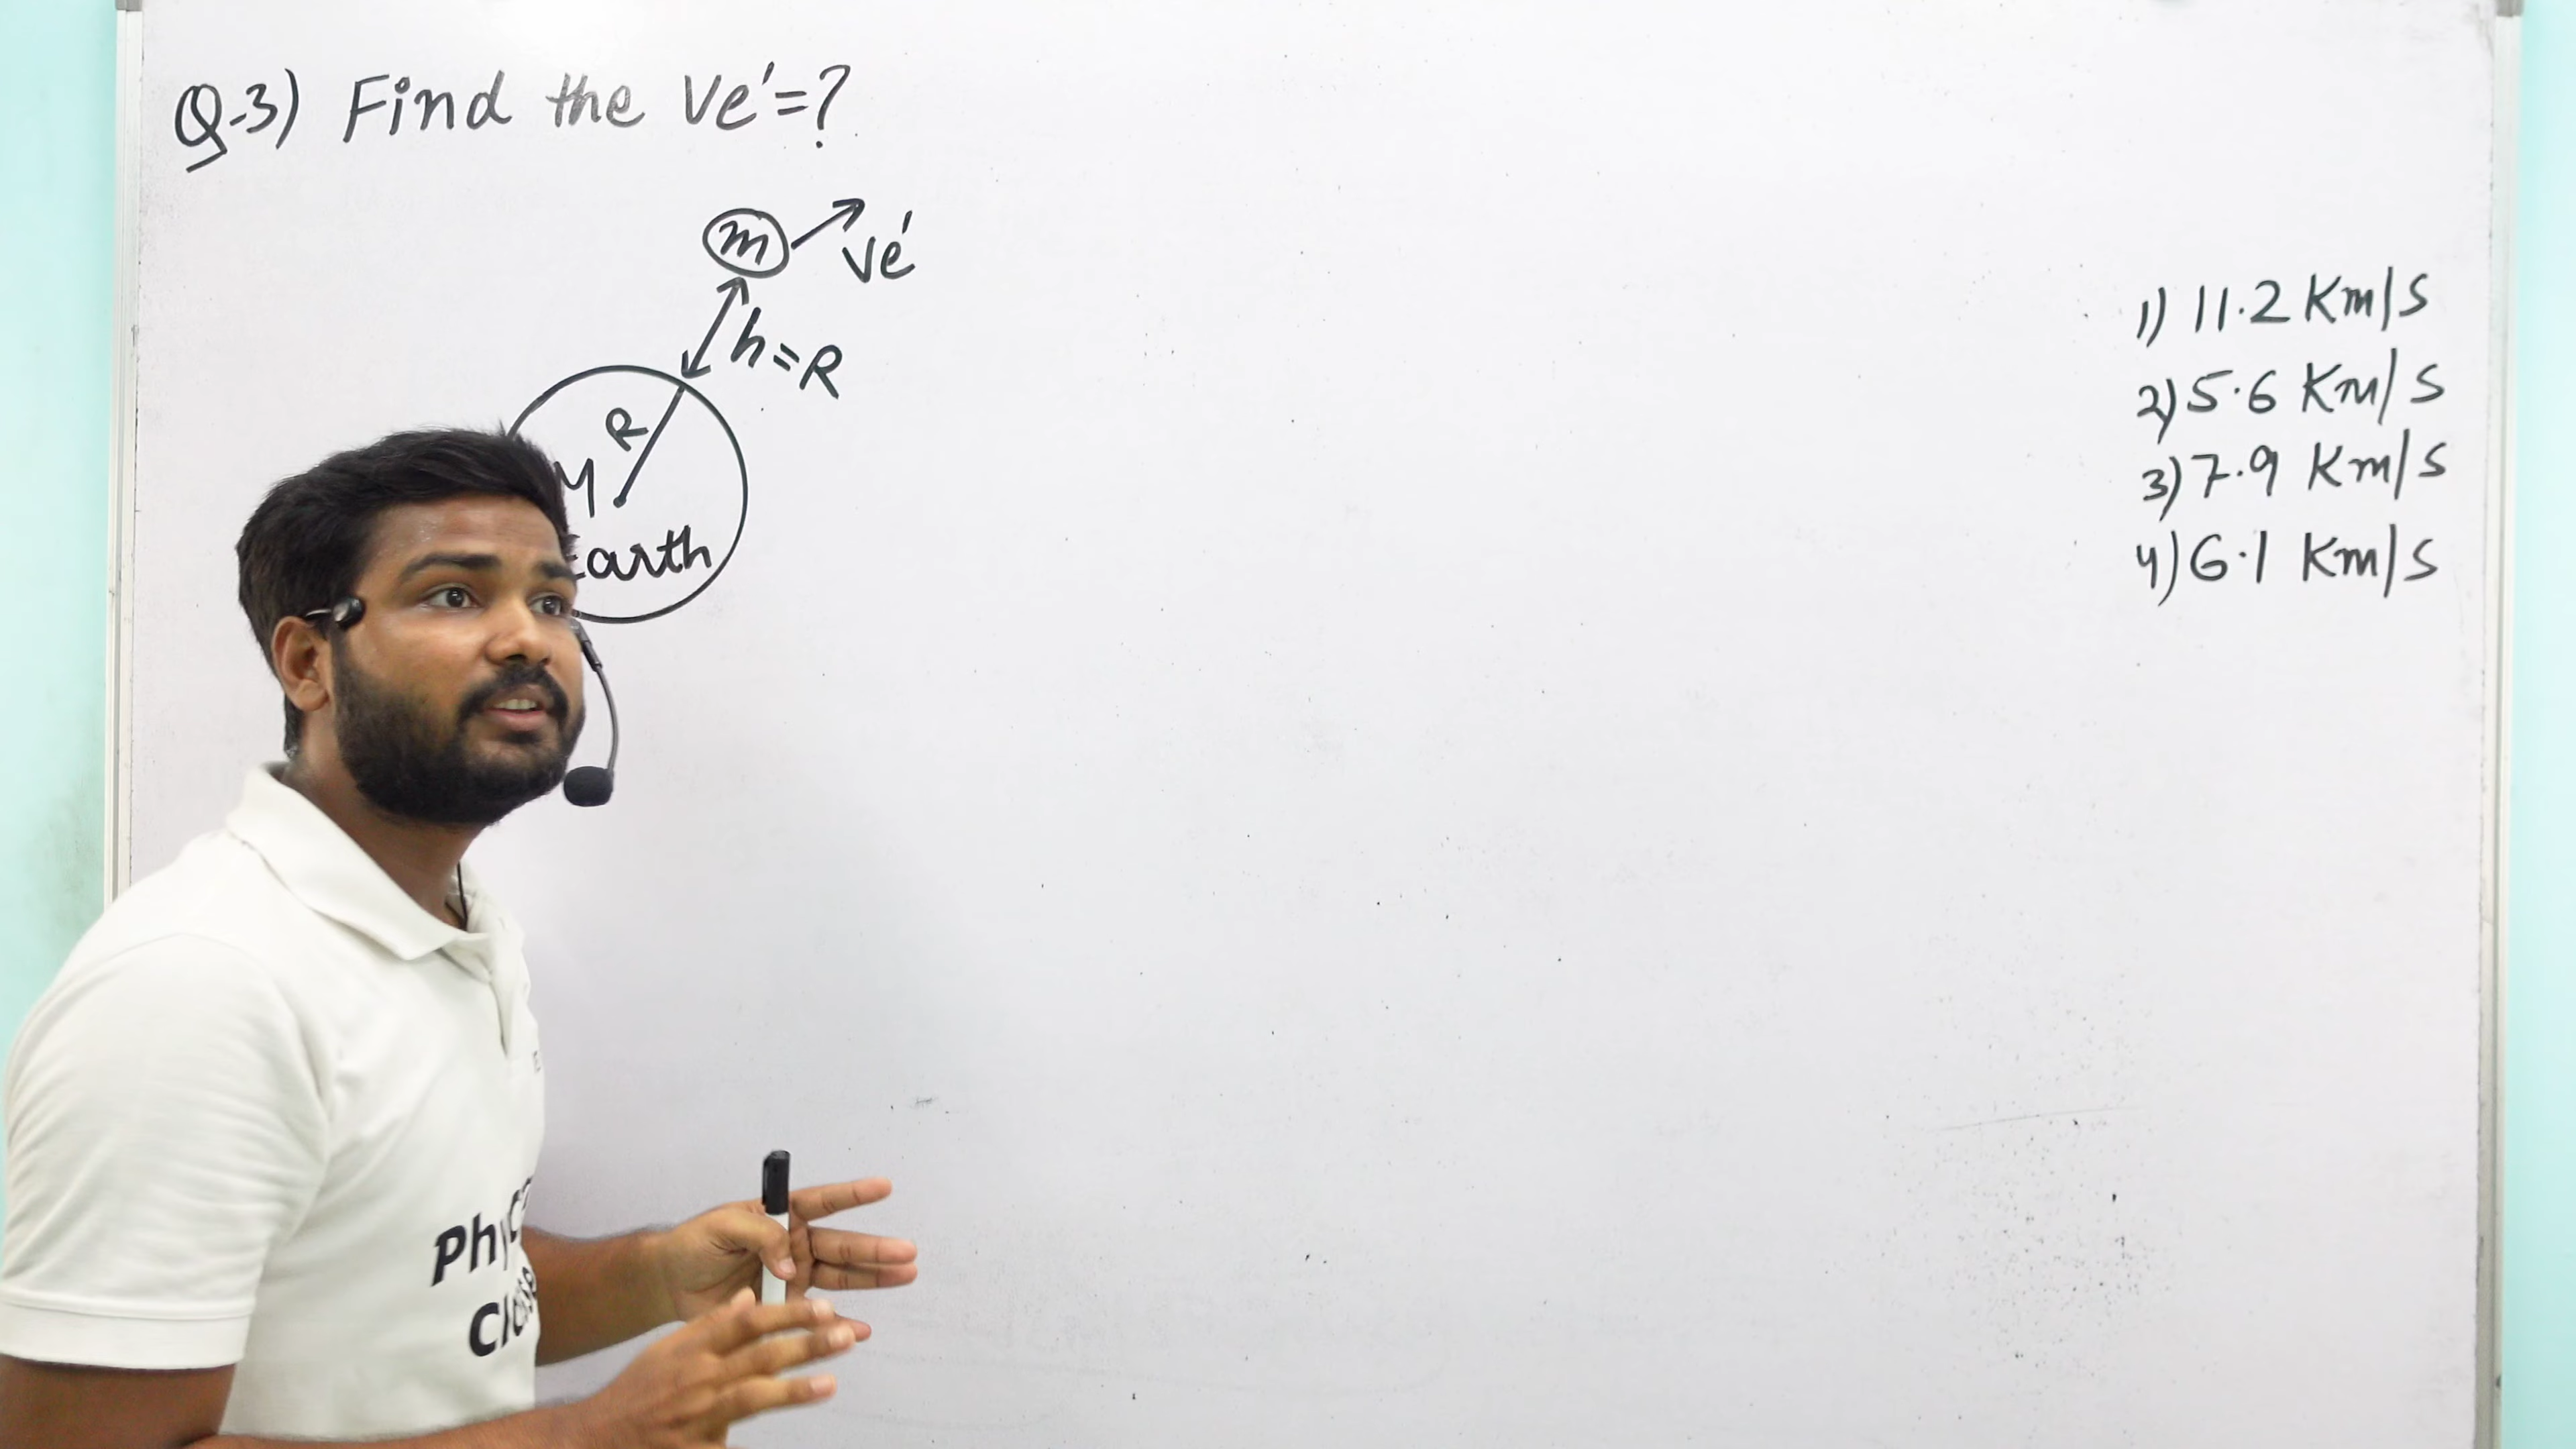 Q-3) Find the Ve'=?
m
Ve'
h=R
R
Earth
1) 11.2 Km/s
2) 5.6 Km/s
3) 7.9 Km/s
4) 6.1 Km/s